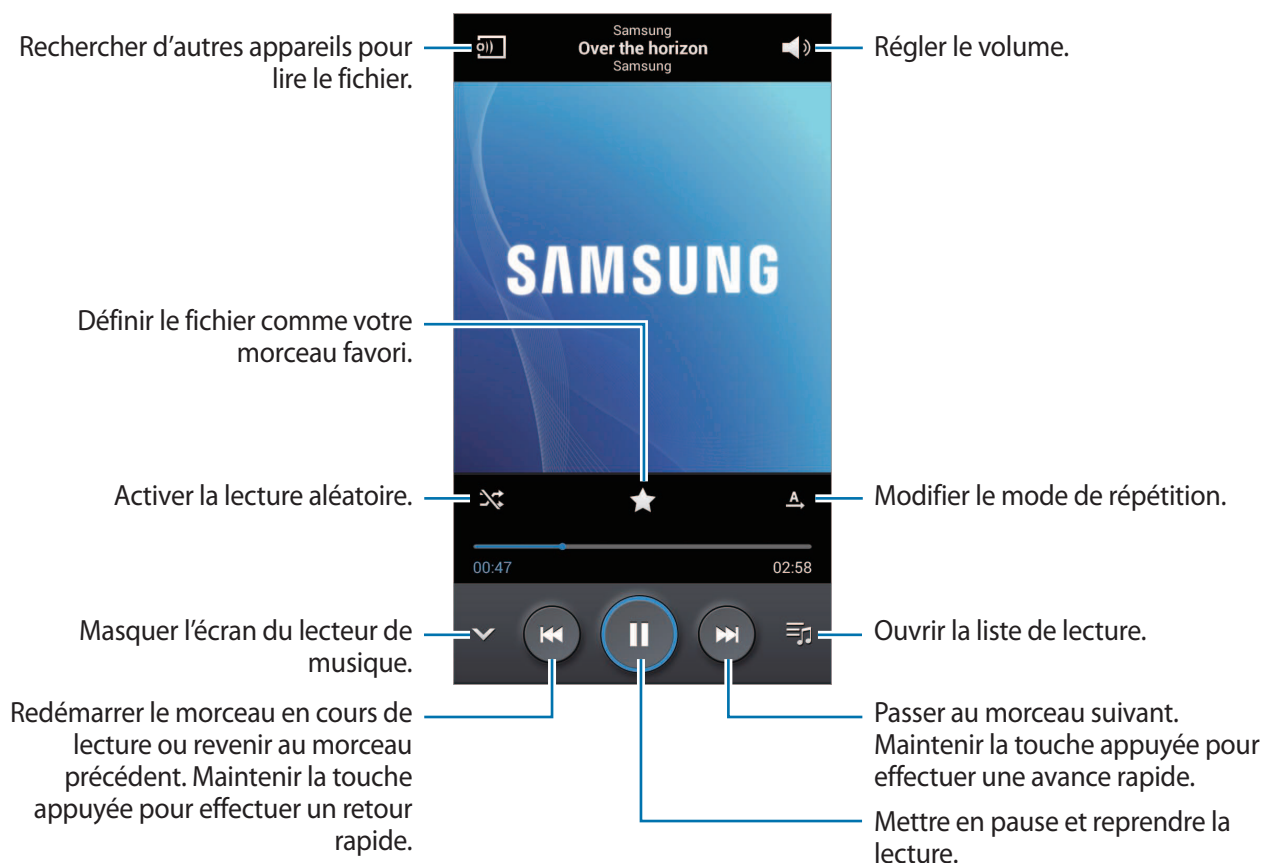 Rechercher d'autres appareils pour
lire le fichier.
Samsung
Over the horizon
Samsung
Régler le volume.
SAMSUNG
Définir le fichier comme votre
morceau favori.
Activer la lecture aléatoire.
A
Modifier le mode de répétition.
00:47
02:58
Masquer l'écran du lecteur de
musique.
Ouvrir la liste de lecture.
Redémarrer le morceau en cours de
lecture ou revenir au morceau
précédent. Maintenir la touche
appuyée pour effectuer un retour
rapide.
Passer au morceau suivant.
Maintenir la touche appuyée pour
effectuer une avance rapide.
Mettre en pause et reprendre la
lecture.